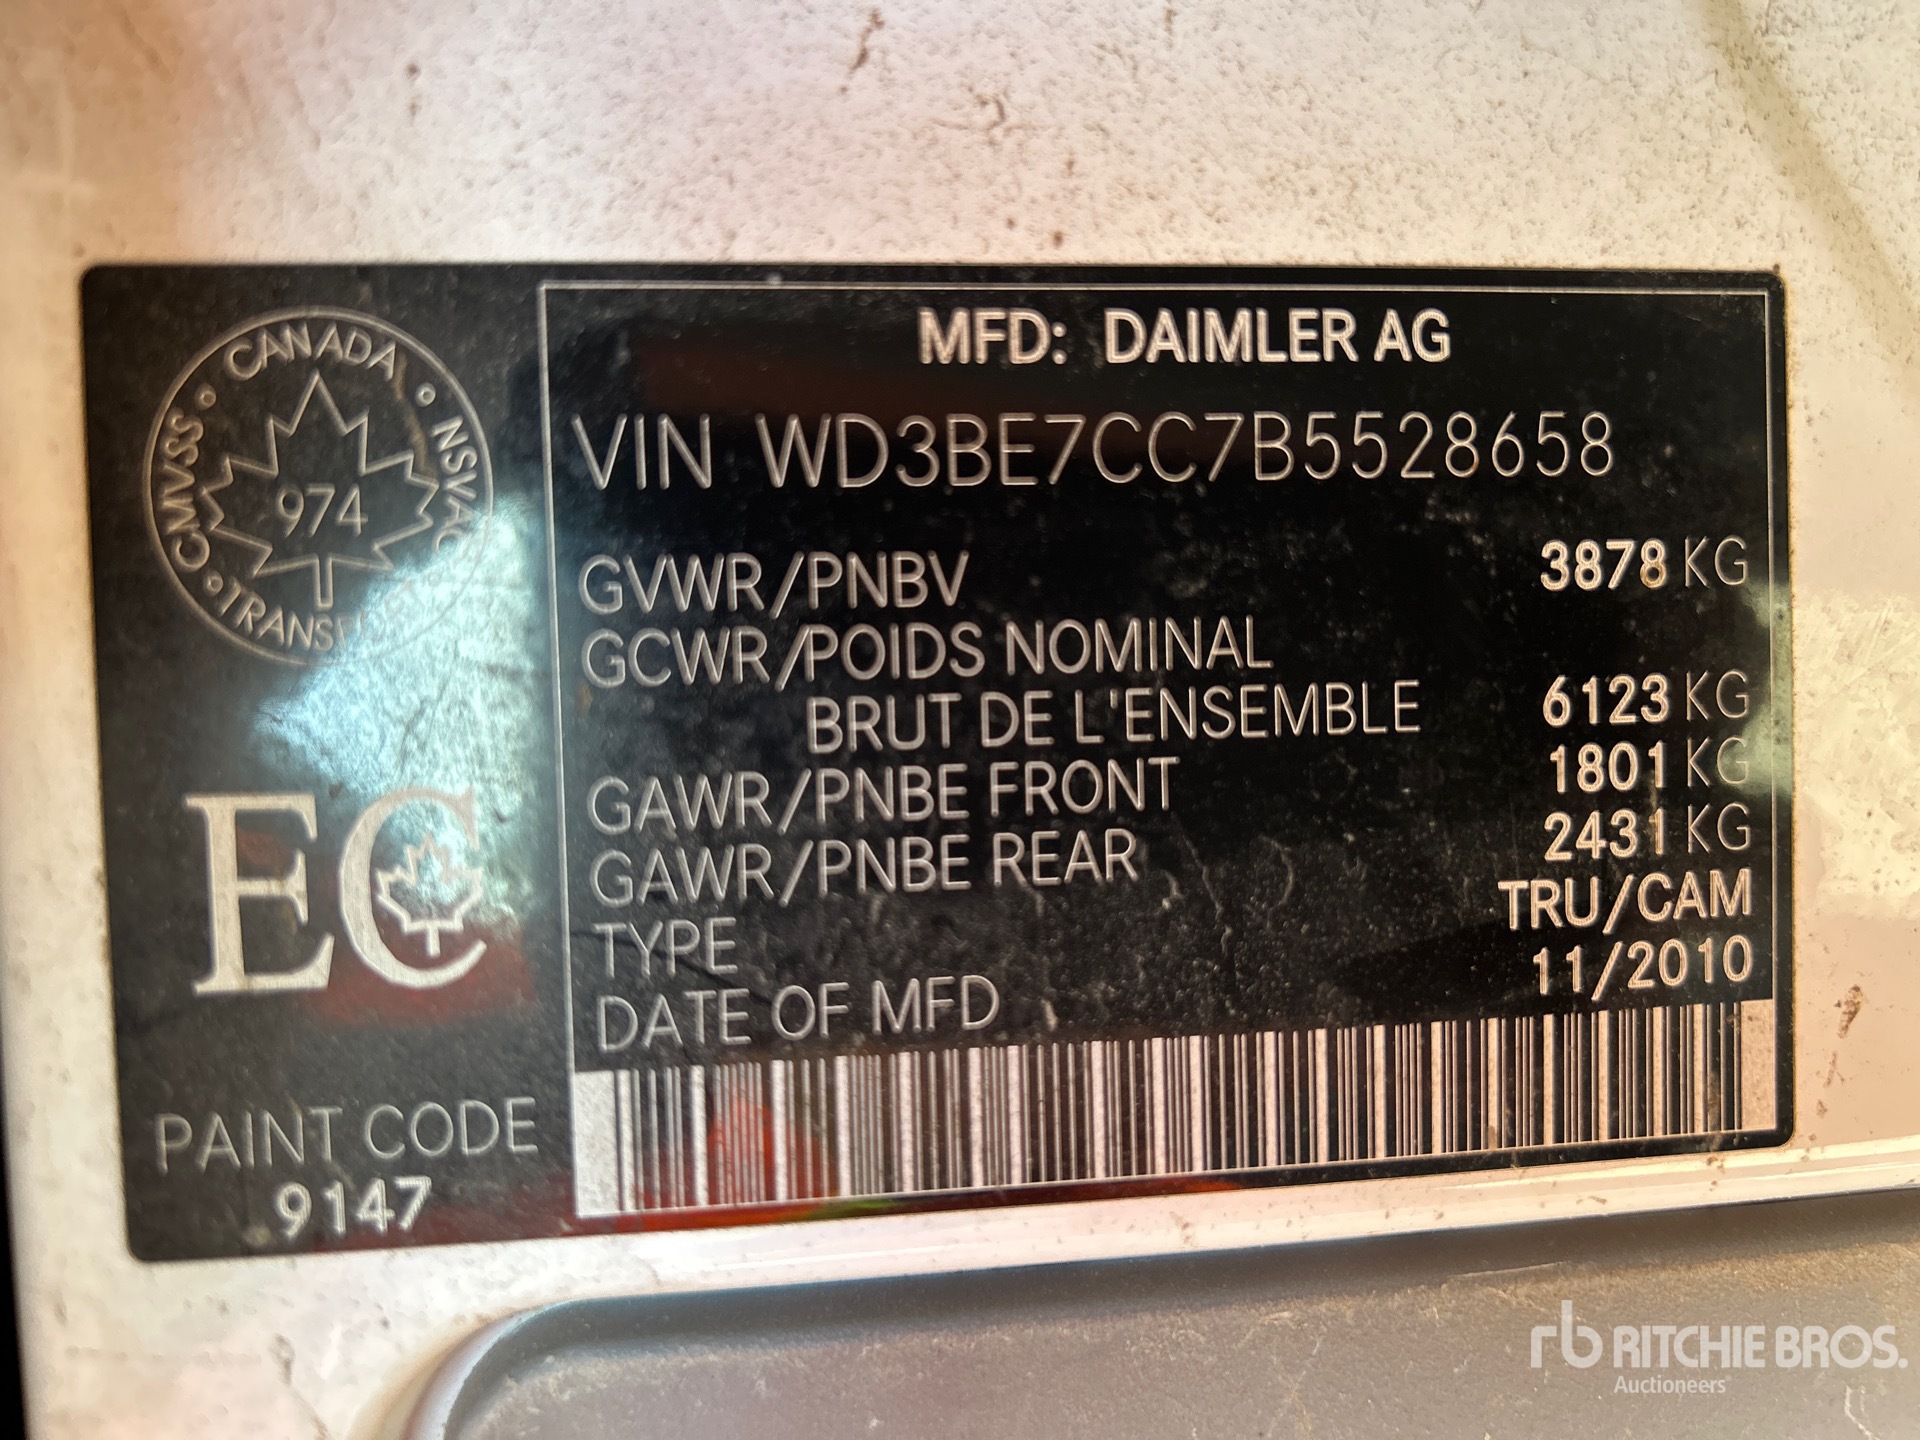 CANADA
NSVAC
CMVSS
974
TRANSPORT
EC
PAINT CODE
9147
MFD: DAIMLER AG
VIN WD3BE7CC7B5528658
GVWR/PNBV 3878 KG
GCWR/POIDS NOMINAL
BRUT DE L'ENSEMBLE 6123 KG
GAWR/PNBE FRONT 1801 KG
GAWR/PNBE REAR 2431 KG
TYPE TRU/CAM
DATE OF MFD 11/2010
rb RITCHIE BROS.
Auctioneers